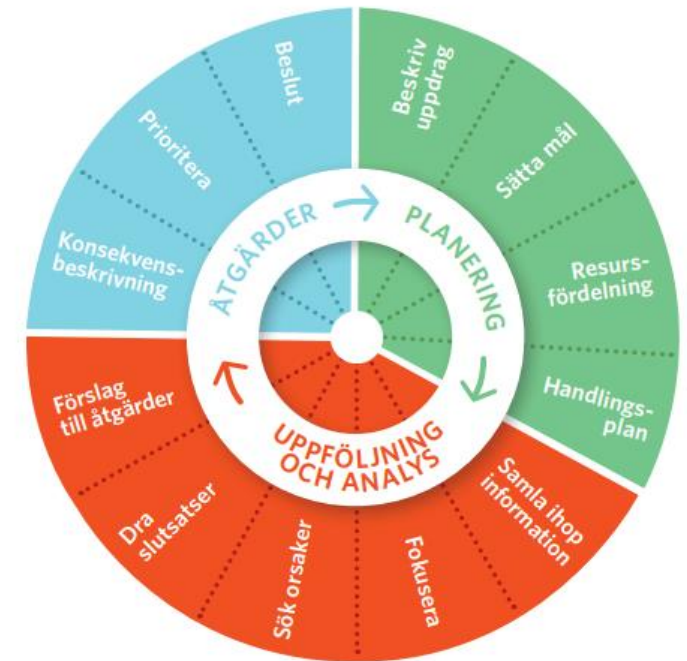 Beskriv
uppdrag
Sätta mål
Resurs-
fördelning
Handlings-
plan
Samla ihop
information
Fokusera
Sök orsaker
Dra
slutsatser
Förslag
till åtgärder
Konsekvens-
beskrivning
Prioritera
Beslut
PLANERING
UPPFÖLJNING
OCH ANALYS
ÅTGÄRDER